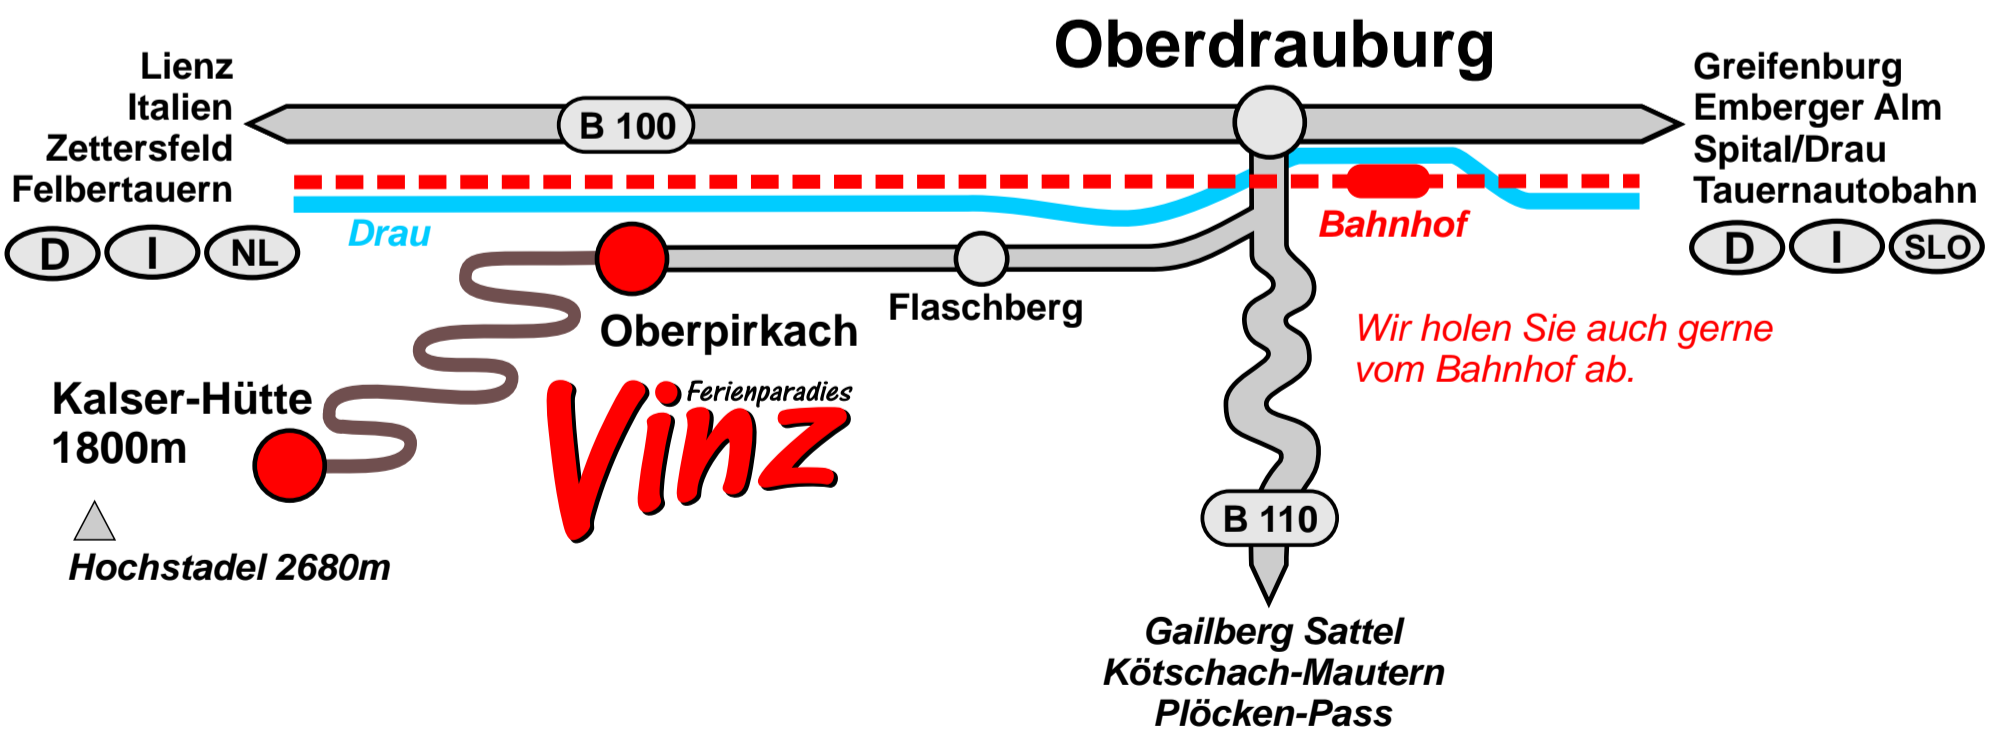 Oberdrauburg
Lienz
Italien
Zettersfeld
Felbertauern
D I NL
B 100
Greifenburg
Emberger Alm
Spital/Drau
Tauernautobahn
D I SLO
Drau
Bahnhof
Flaschberg
Oberpirkach
Wir holen Sie auch gerne
vom Bahnhof ab.
Kalser-Hütte
1800m
Ferienparadies
Vinz
Hochstadel 2680m
B 110
Gailberg Sattel
Kötschach-Mautern
Plöcken-Pass